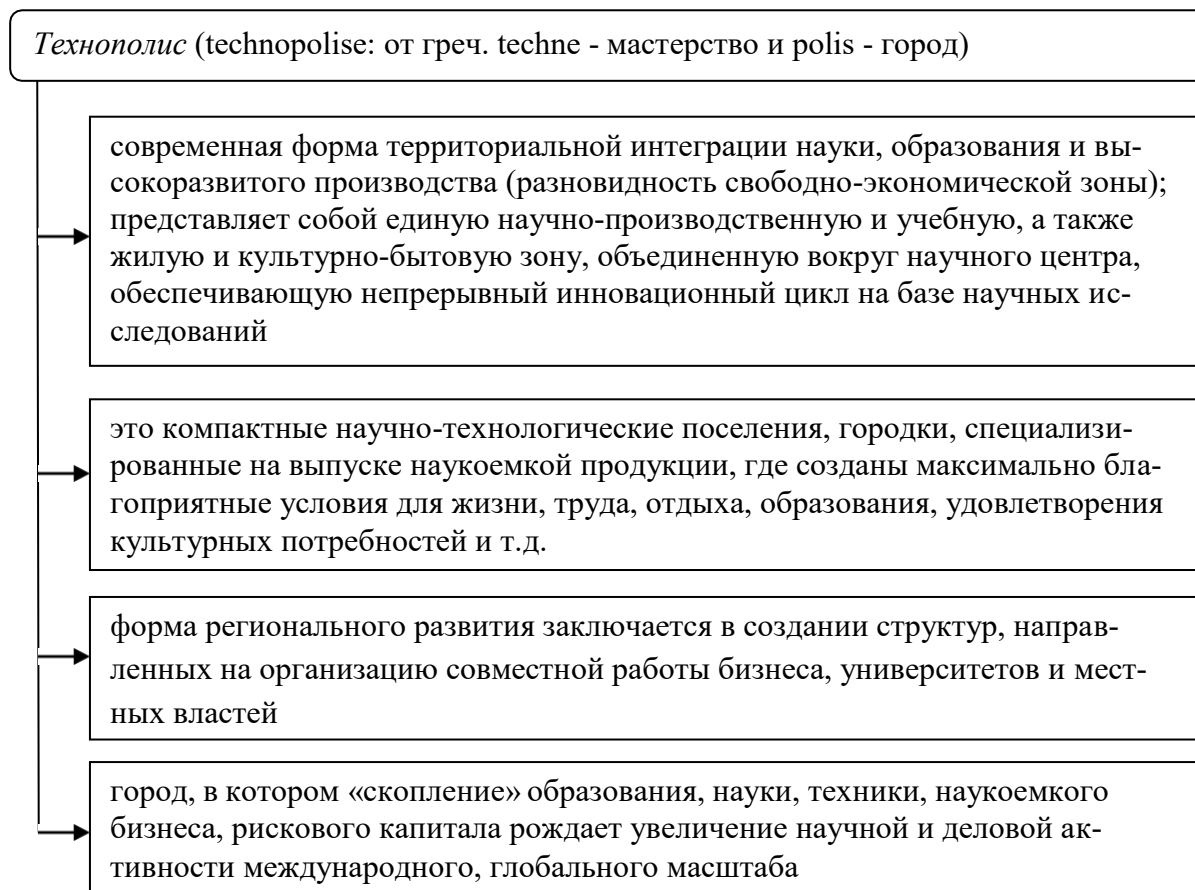 Технополис (technopolise: от греч. techne - мастерство и polis - город)
современная форма территориальной интеграции науки, образования и вы-
сокоразвитого производства (разновидность свободно-экономической зоны);
представляет собой единую научно-производственную и учебную, а также
жилую и культурно-бытовую зону, объединенную вокруг научного центра,
обеспечивающую непрерывный инновационный цикл на базе научных ис-
следований
это компактные научно-технологические поселения, городки, специализи-
рованные на выпуске наукоемкой продукции, где созданы максимально бла-
гоприятные условия для жизни, труда, отдыха, образования, удовлетворения
культурных потребностей и т.д.
форма регионального развития заключается в создании структур, направ-
ленных на организацию совместной работы бизнеса, университетов и мест-
ных властей
город, в котором «скопление» образования, науки, техники, наукоемкого
бизнеса, рискового капитала рождает увеличение научной и деловой ак-
тивности международного, глобального масштаба